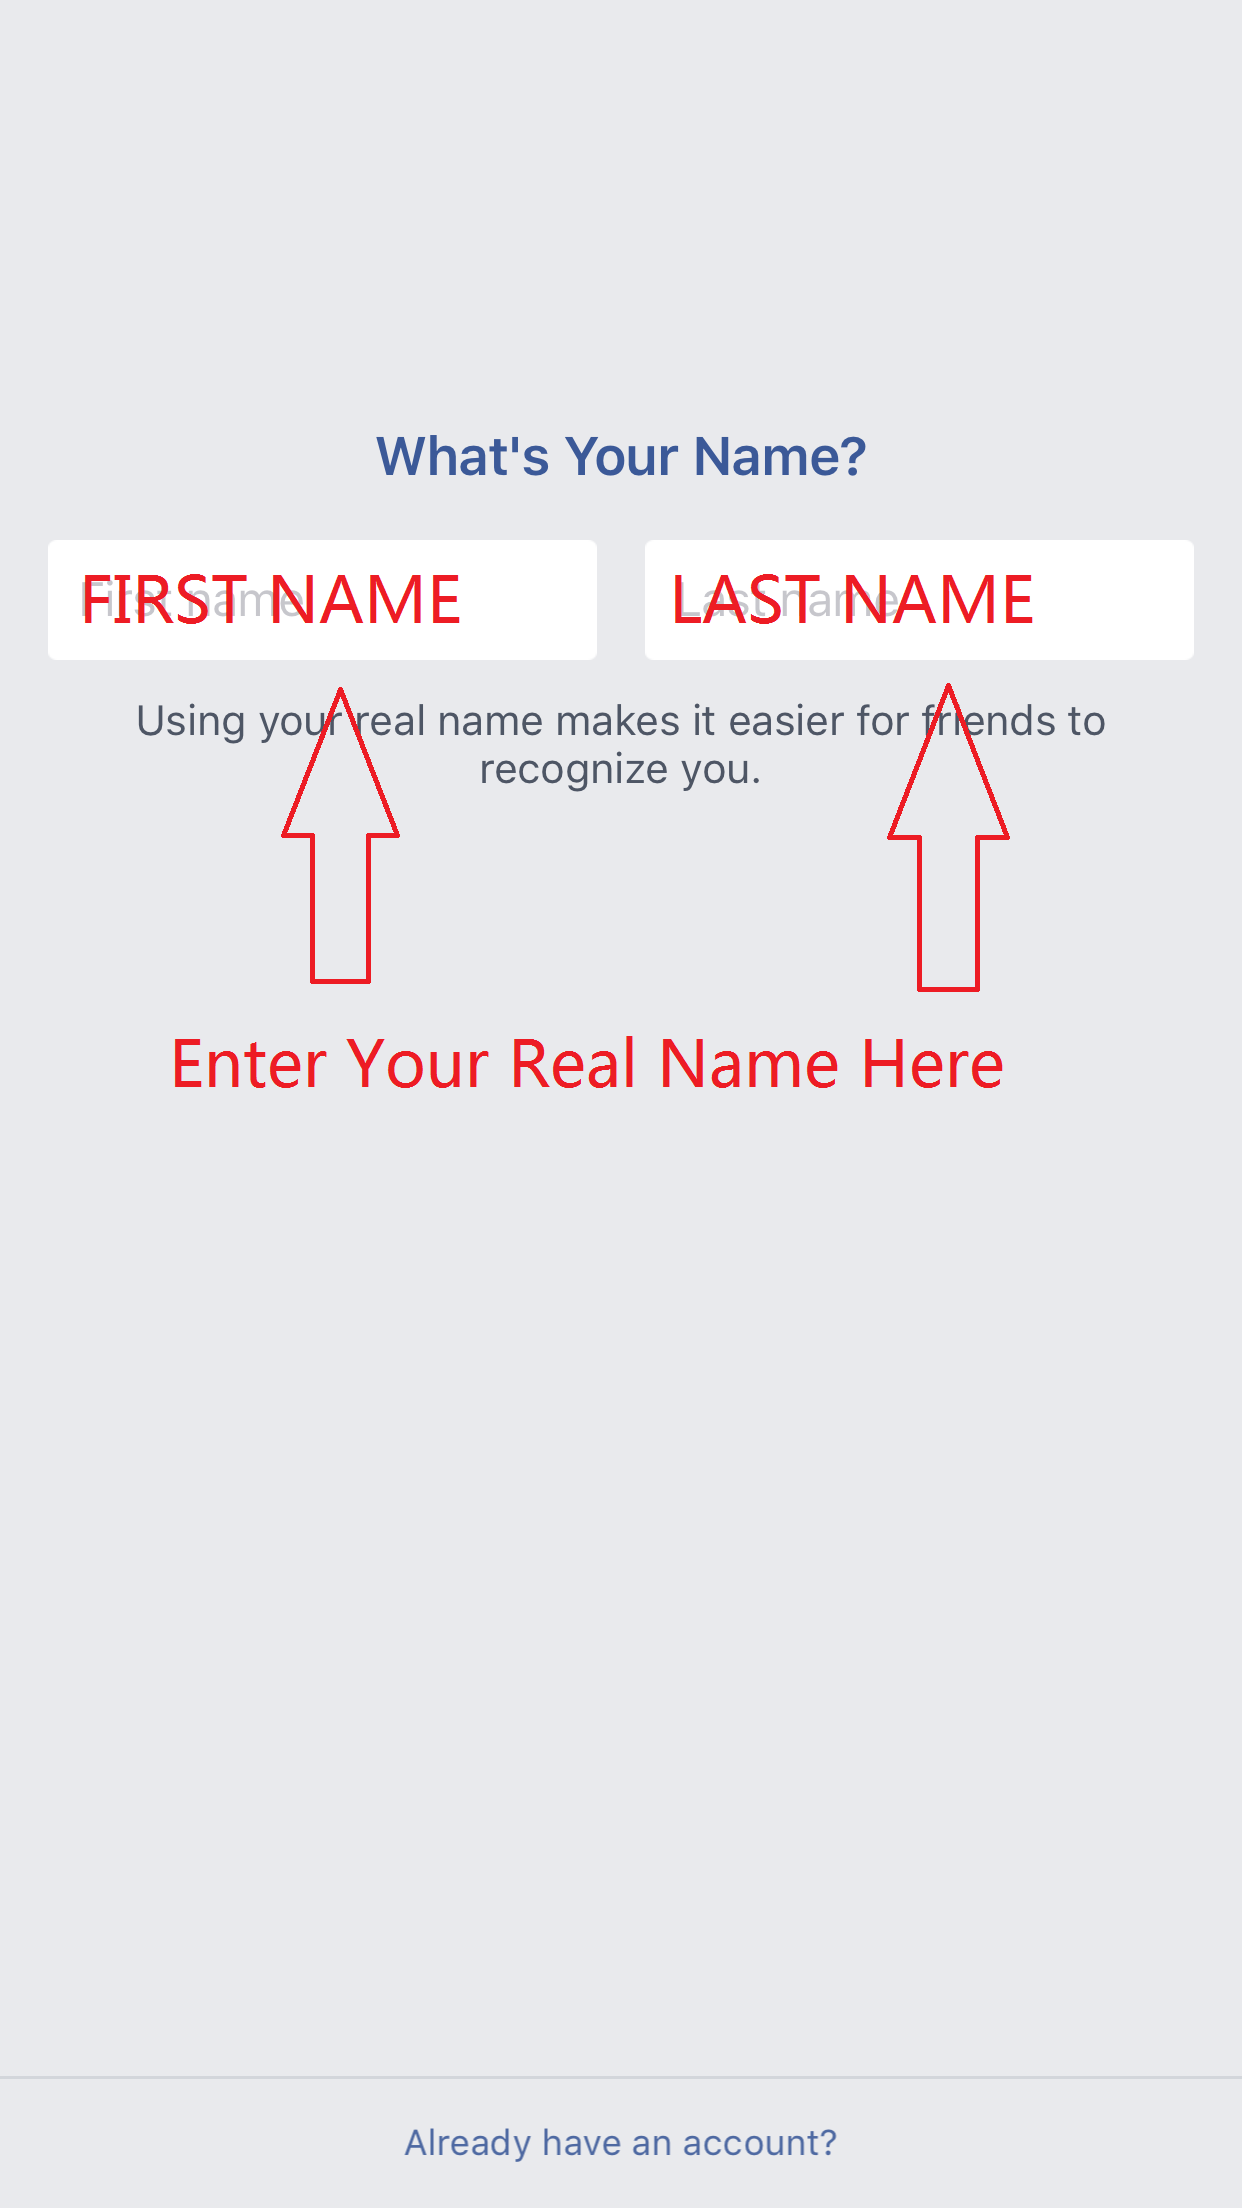 What's Your Name?
First name FIRST NAME
Last name LAST NAME
Using your real name makes it easier for friends to
recognize you.
Enter Your Real Name Here
Already have an account?